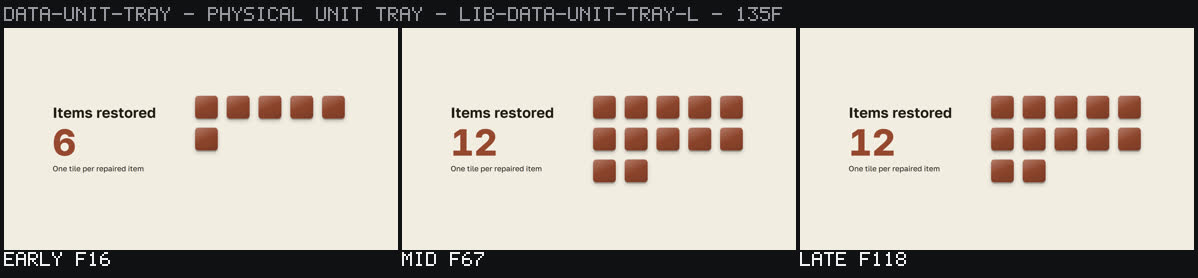 DATA-UNIT-TRAY - PHYSICAL UNIT TRAY - LIB-DATA-UNIT-TRAY-L - 135F
Items restored
6
One tile per repaired item
EARLY F16
Items restored
12
One tile per repaired item
MID F67
Items restored
12
One tile per repaired item
LATE F118